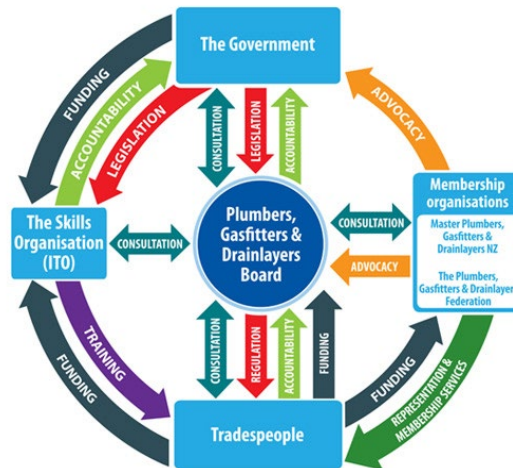 The Government
FUNDING
ACCOUNTABILITY
LEGISLATION
CONSULTATION
LEGISLATION
ACCOUNTABILITY
ADVOCACY
The Skills
Organisation
(ITO)
CONSULTATION
Plumbers,
Gasfitters &
Drainlayers
Board
CONSULTATION
ADVOCACY
Membership
organisations
Master Plumbers,
Gasfitters &
Drainlayers NZ
The Plumbers,
Gasfitters & Drainlayers
Federation
FUNDING
TRAINING
CONSULTATION
REGULATION
ACCOUNTABILITY
FUNDING
FUNDING
REPRESENTATION &
MEMBERSHIP SERVICES
Tradespeople